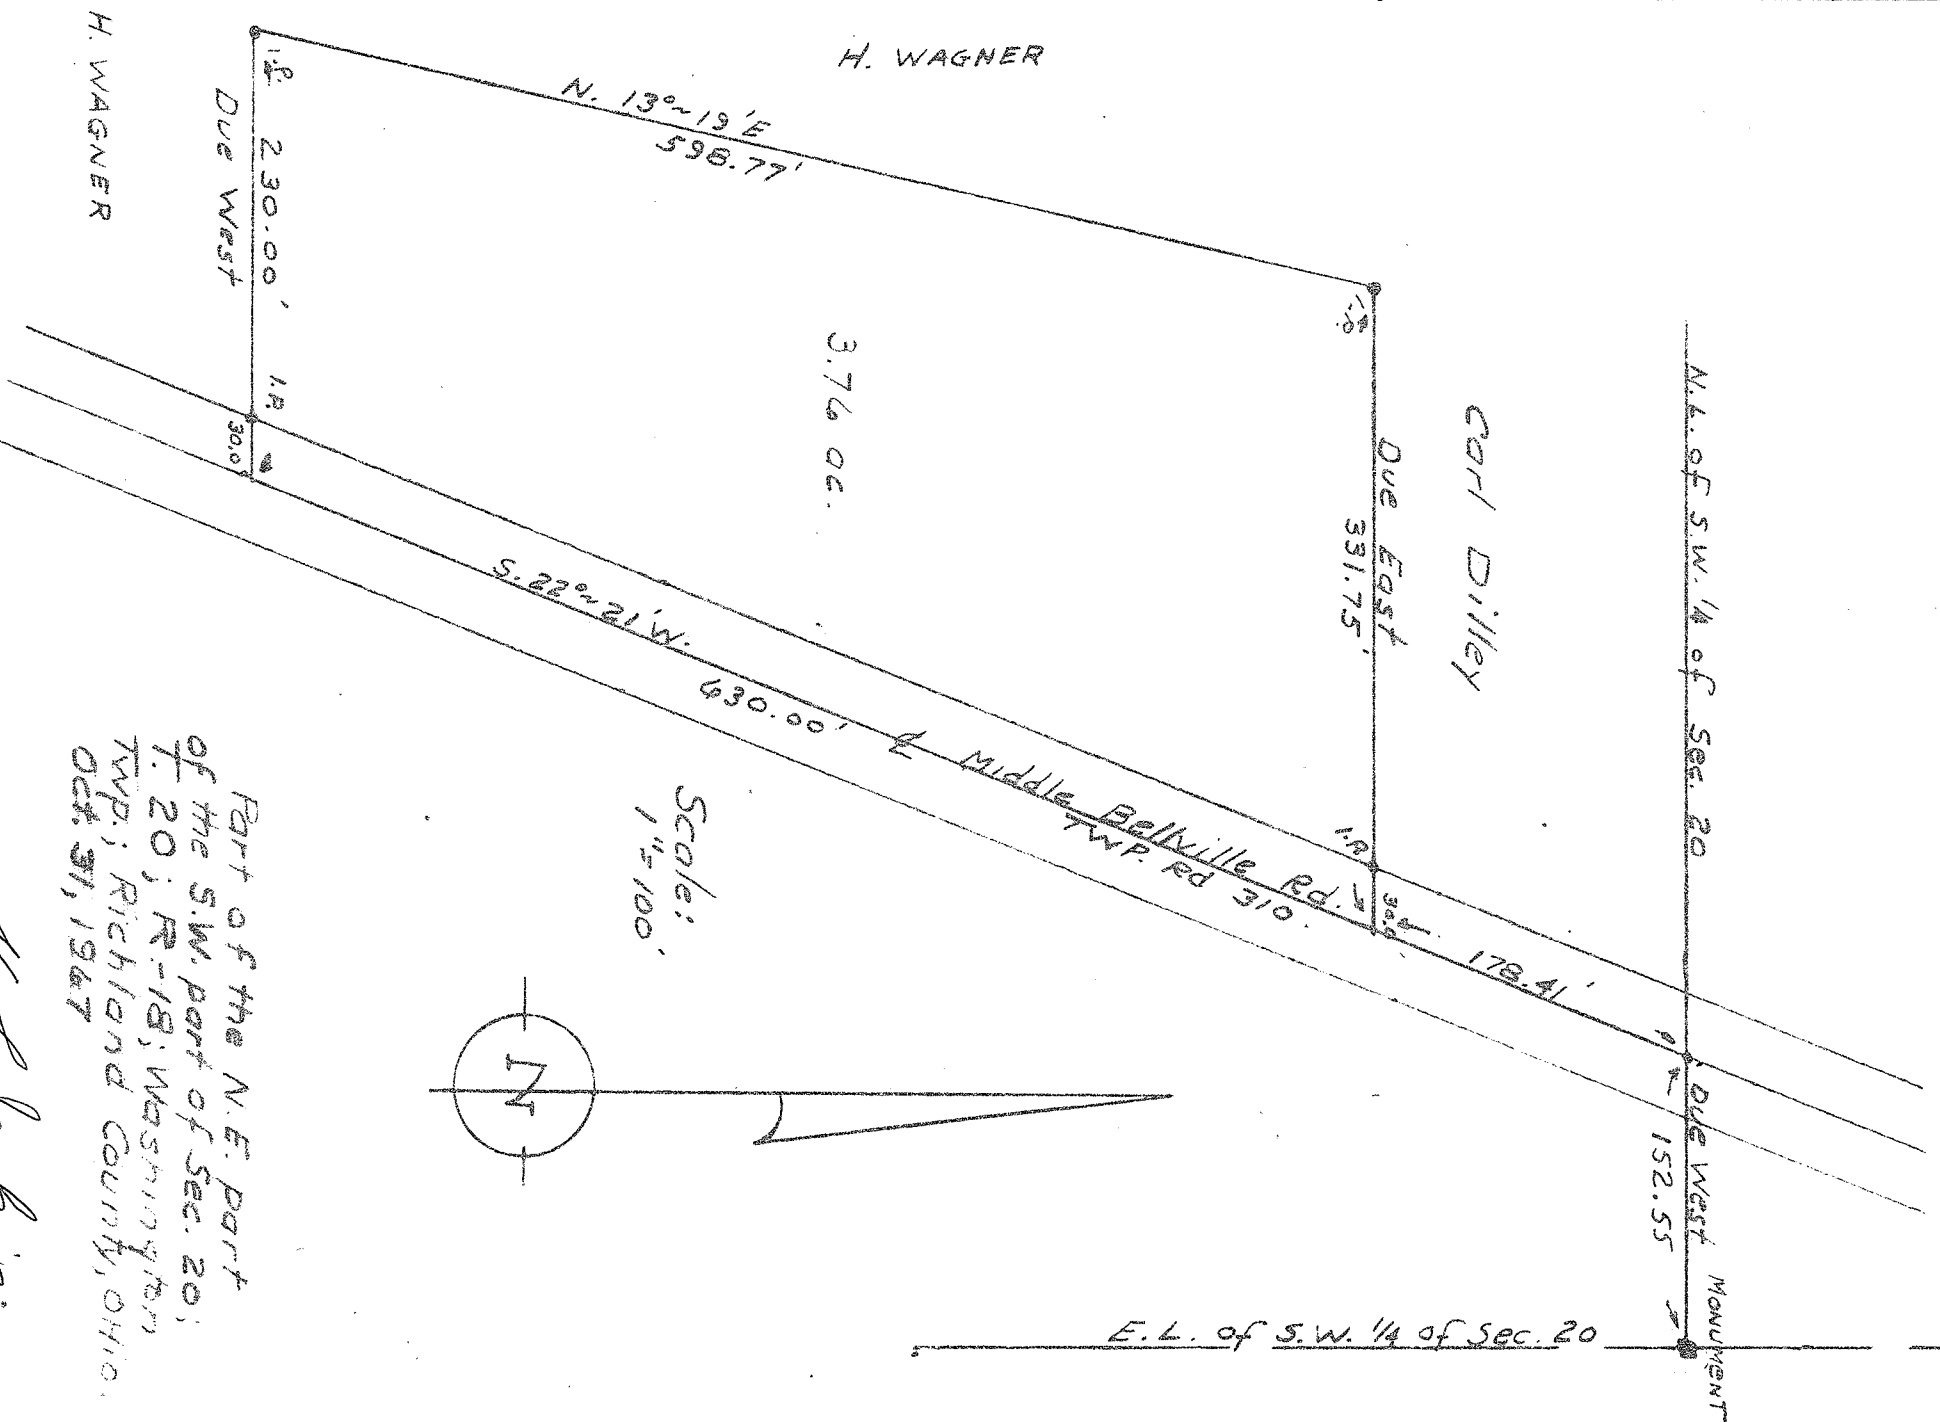 N.L. of S.W. 1/4 of Sec. 20
Due West
152.55
MONUMENT
E.L. of S.W. 1/4 of Sec. 20
178.41'
Carl Dilley
Due East
331.75'
I.P.
I.P.
30.0
H. WAGNER
N. 13°~19'E
598.77'
3.76 ac.
S. 22°~21'W.
630.00'
℄ Middle Bellville Rd.
TWP. Rd 310
I.P.
230.00'
Due West
I.P.
30.0'
H. WAGNER
Scale:
1"=100'
N
Part of the N.E. part
of the S.W. part of Sec. 20;
T. 20; R-18; Washington
Twp.; Richland County, Ohio.
Oct. 31, 1967